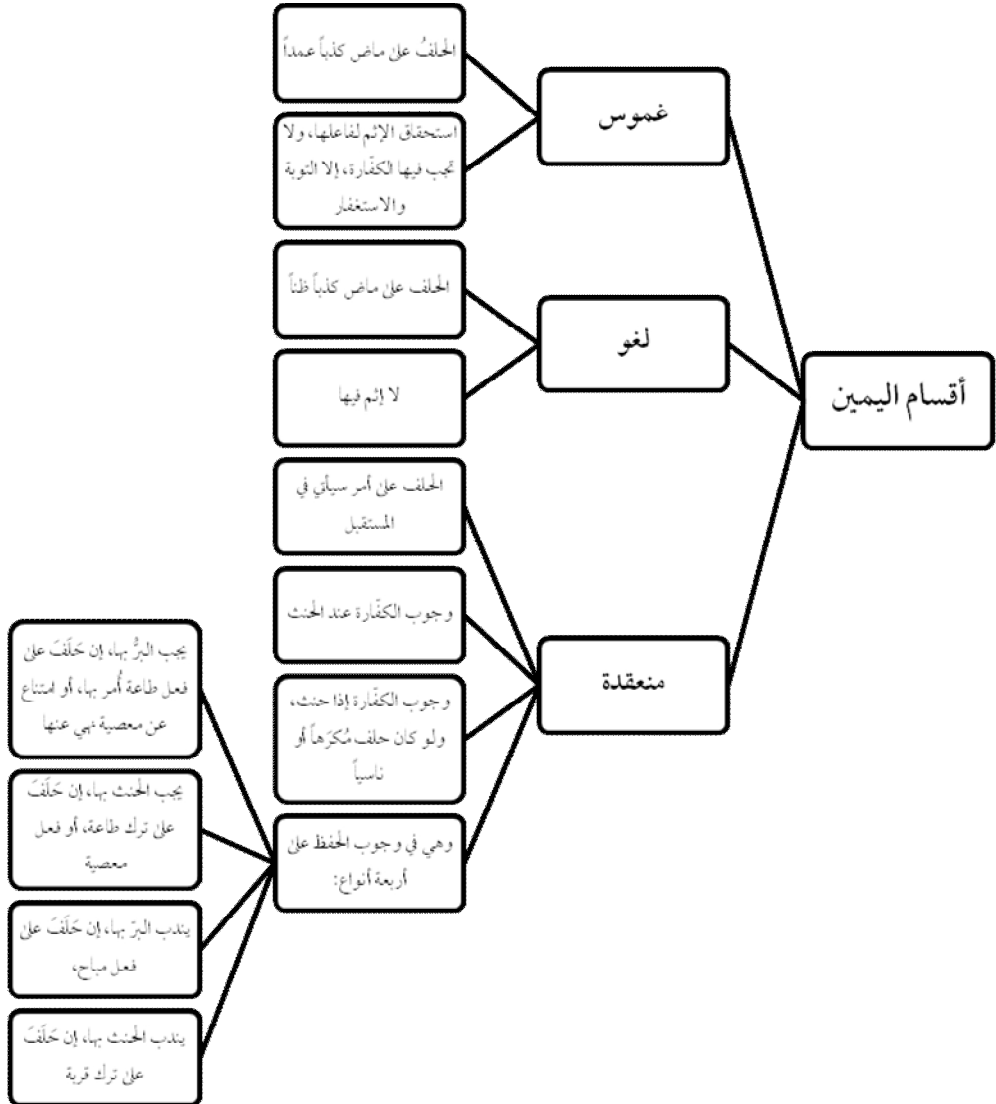 أقسام اليمين
غموس
الحلفُ على ماض كذباً عمداً
استحقاق الإثم لفاعلها، ولا
تجب فيها الكفّارة، إلا التوبة
والاستغفار
لغو
الحلف على ماض كذباً ظناً
لا إثم فيها
منعقدة
الحلف على أمر سيأتي في
المستقبل
وجوب الكفّارة عند الحنث
وجوب الكفّارة إذا حنث،
ولو كان حلف مُكرَهاً أو
ناسياً
وهي في وجوب الحفظ على
أربعة أنواع:
يجب البرُّ بها، إن حَلَفَ على
فعل طاعة أُمر بها، أو امتناع
عن معصية نهي عنها
يجب الحنث بها، إن حَلَفَ
على ترك طاعة، أو فعل
معصية
يندب البرّ بها، إن حَلَفَ على
فعل مباح،
يندب الحنث بها، إن حَلَفَ
على ترك قربة